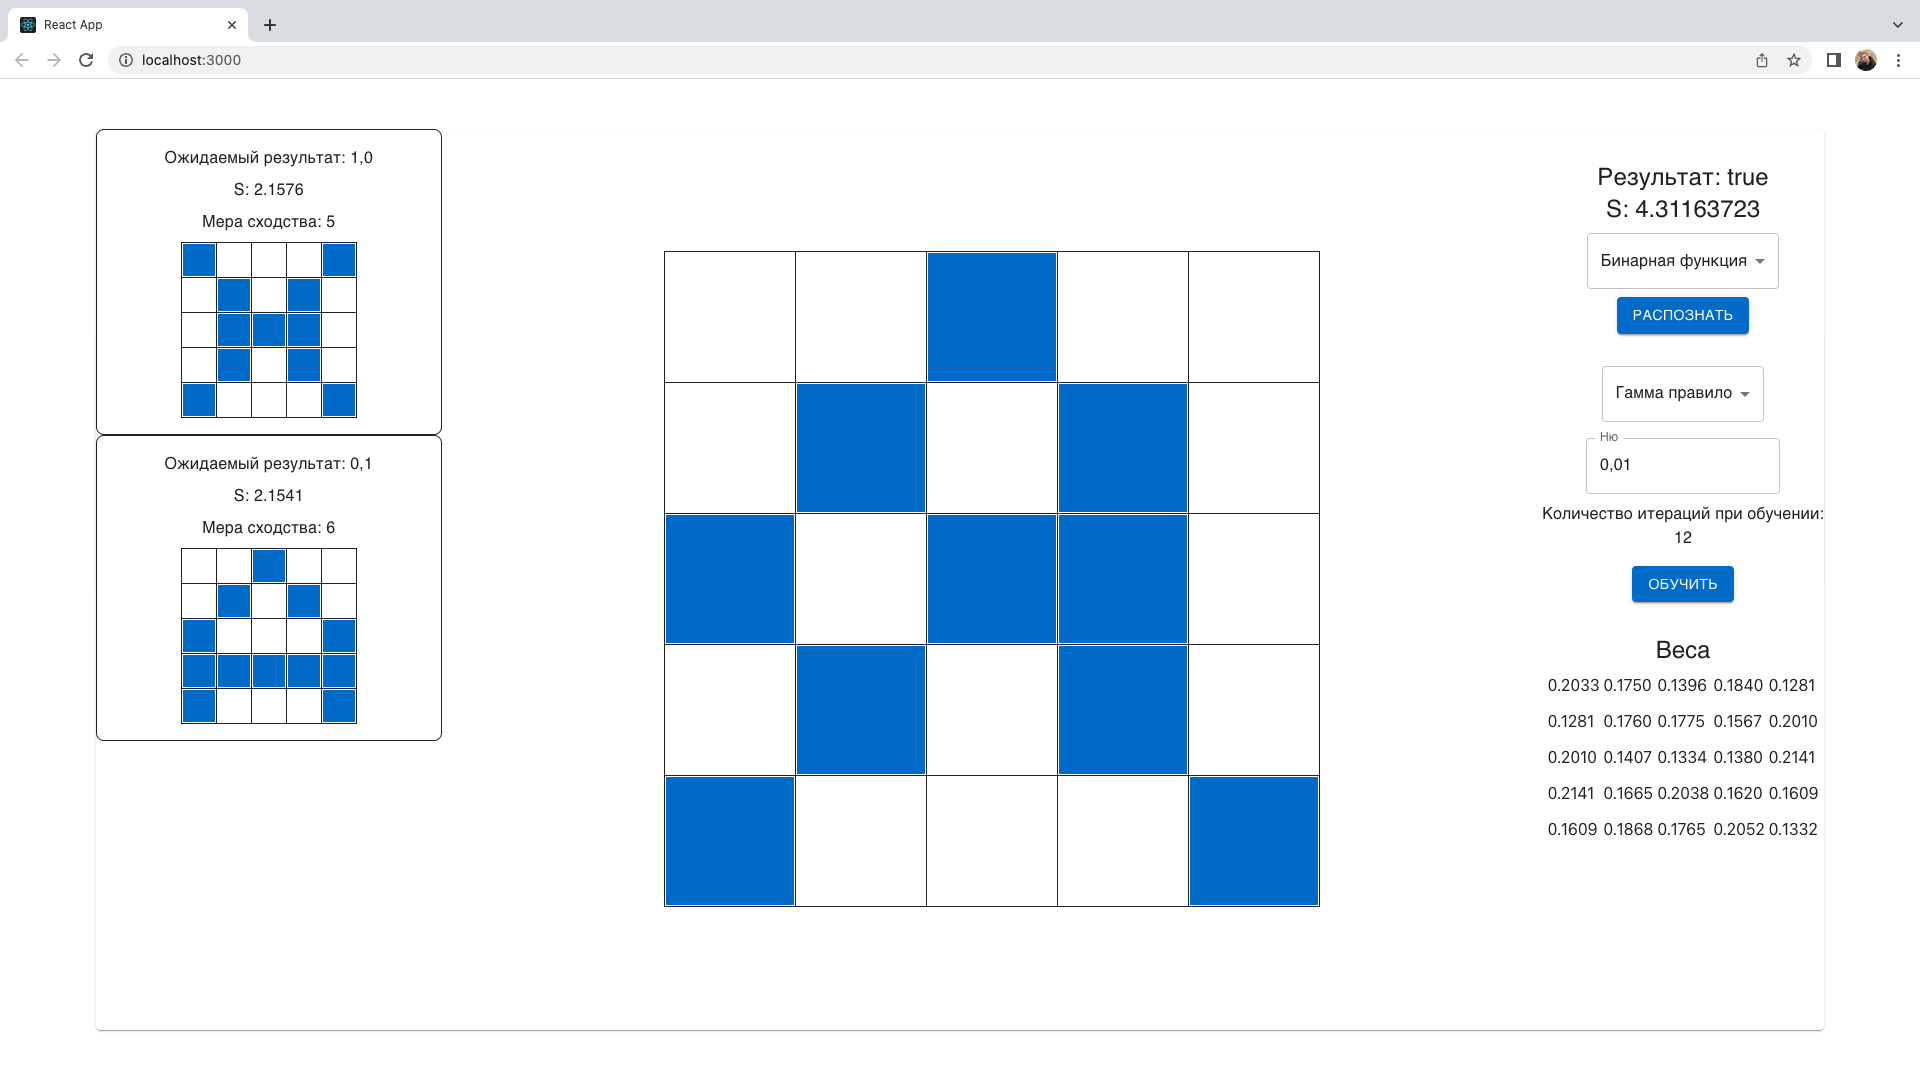 React App
localhost:3000
Ожидаемый результат: 1,0
S: 2.1576
Мера сходства: 5
Ожидаемый результат: 0,1
S: 2.1541
Мера сходства: 6
Результат: true
S: 4.31163723
Бинарная функция
РАСПОЗНАТЬ
Гамма правило
Ню
0,01
Количество итераций при обучении:
12
ОБУЧИТЬ
Веса
0.2033 0.1750 0.1396 0.1840 0.1281
0.1281 0.1760 0.1775 0.1567 0.2010
0.2010 0.1407 0.1334 0.1380 0.2141
0.2141 0.1665 0.2038 0.1620 0.1609
0.1609 0.1868 0.1765 0.2052 0.1332